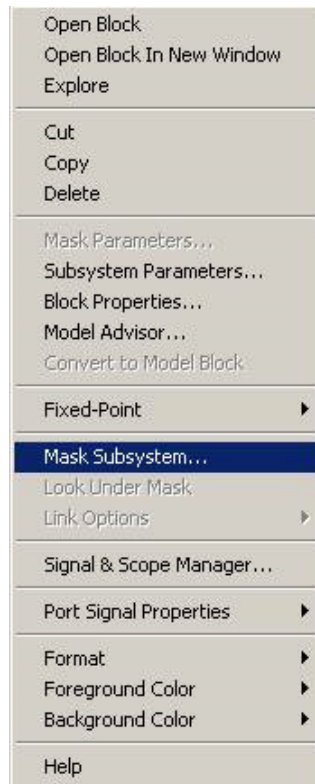 Open Block
Open Block In New Window
Explore
Cut
Copy
Delete
Mask Parameters...
Subsystem Parameters...
Block Properties...
Model Advisor...
Convert to Model Block
Fixed-Point
Mask Subsystem...
Look Under Mask
Link Options
Signal & Scope Manager...
Port Signal Properties
Format
Foreground Color
Background Color
Help